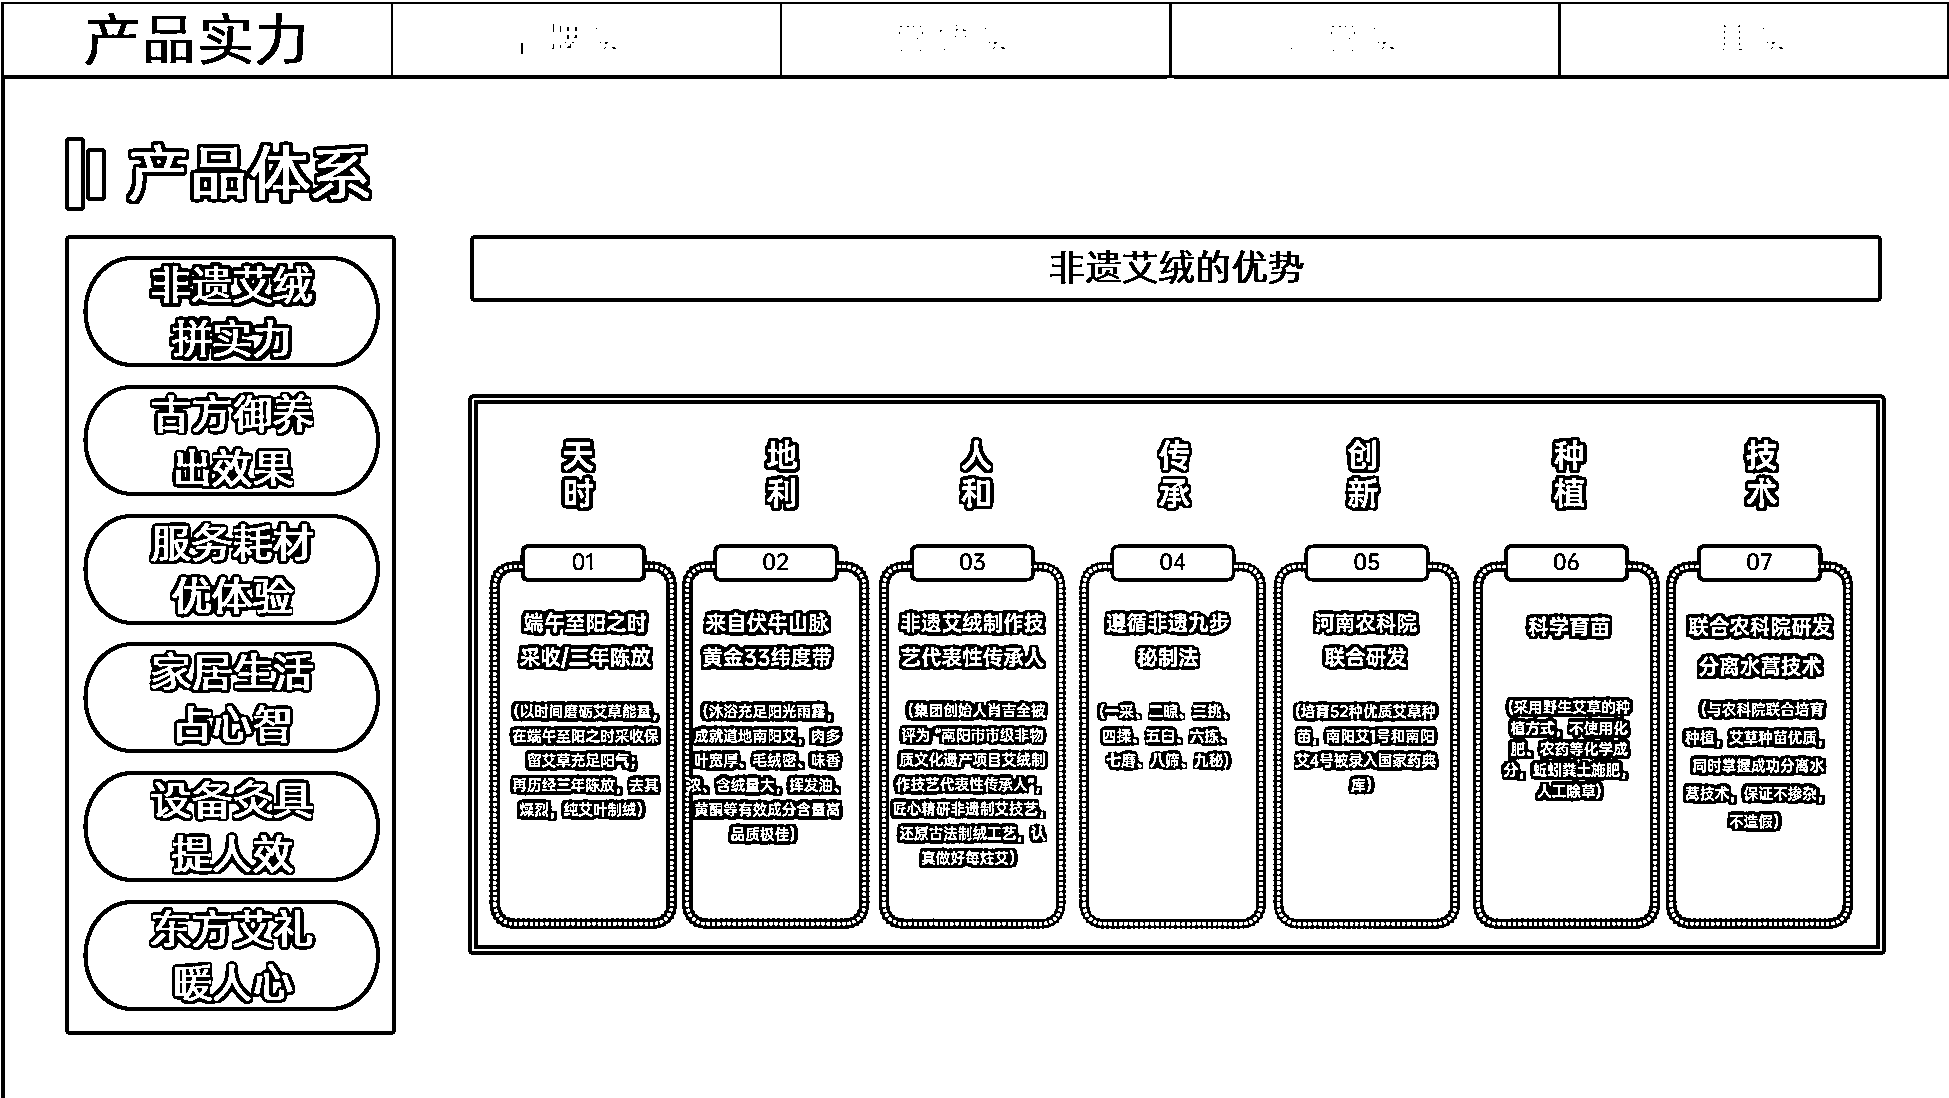 产品实力
产品体系
非遗艾绒
拼实力
古方御养
出效果
服务耗材
优体验
家居生活
占心智
设备灸具
提人效
东方艾礼
暖人心
非遗艾绒的优势
天时
01
端午至阳之时
采收/三年陈放
（以时间磨砺艾草能量，
在端午至阳之时采收保
留艾草充足阳气；
再历经三年陈放，去其
燥烈，纯艾叶制绒）
地利
02
来自伏牛山脉
黄金33纬度带
（沐浴充足阳光雨露，
成就道地南阳艾，肉多
叶宽厚、毛绒密、味香
浓、含绒量大，挥发油、
黄酮等有效成分含量高
品质极佳）
人和
03
非遗艾绒制作技
艺代表性传承人
（集团创始人肖吉全被
评为“南阳市市级非物
质文化遗产项目艾绒制
作技艺代表性传承人”，
匠心精研非遗制艾技艺，
还原古法制绒工艺，认
真做好每炷艾）
传承
04
遵循非遗九步
秘制法
（一采、二晾、三挑、
四揉、五臼、六拣、
七磨、八筛、九秘）
创新
05
河南农科院
联合研发
（培育52种优质艾草种
苗，南阳艾1号和南阳
艾4号被录入国家药典
库）
种植
06
科学育苗
（采用野生艾草的种
植方式，不使用化
肥、农药等化学成
分，蚯蚓粪土施肥，
人工除草）
技术
07
联合农科院研发
分离水蒿技术
（与农科院联合培育
种植，艾草种苗优质，
同时掌握成功分离水
蒿技术，保证不掺杂，
不造假）